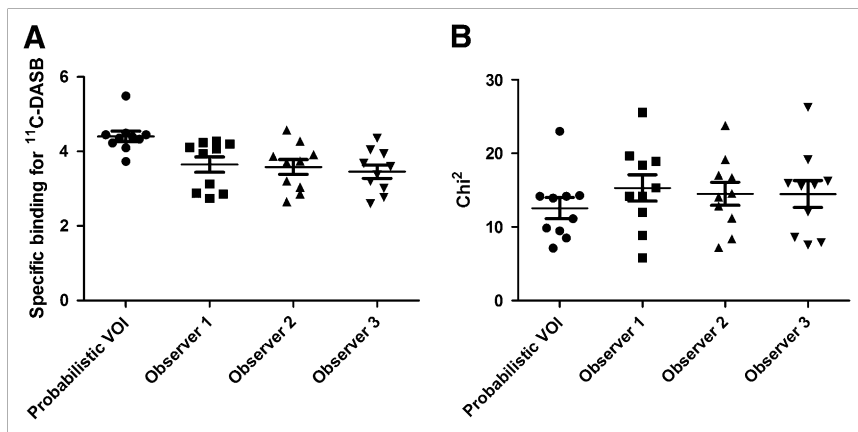 A
Specific binding for ¹¹C-DASB
6
4
2
0
Probabilistic VOI
Observer 1
Observer 2
Observer 3
B
Chi²
30
20
10
0
Probabilistic VOI
Observer 1
Observer 2
Observer 3